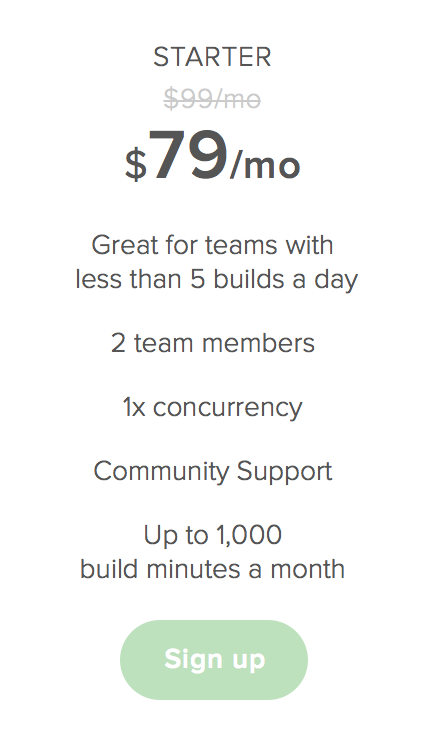 STARTER
$99/mo
$79/mo
Great for teams with
less than 5 builds a day
2 team members
1x concurrency
Community Support
Up to 1,000
build minutes a month
Sign up